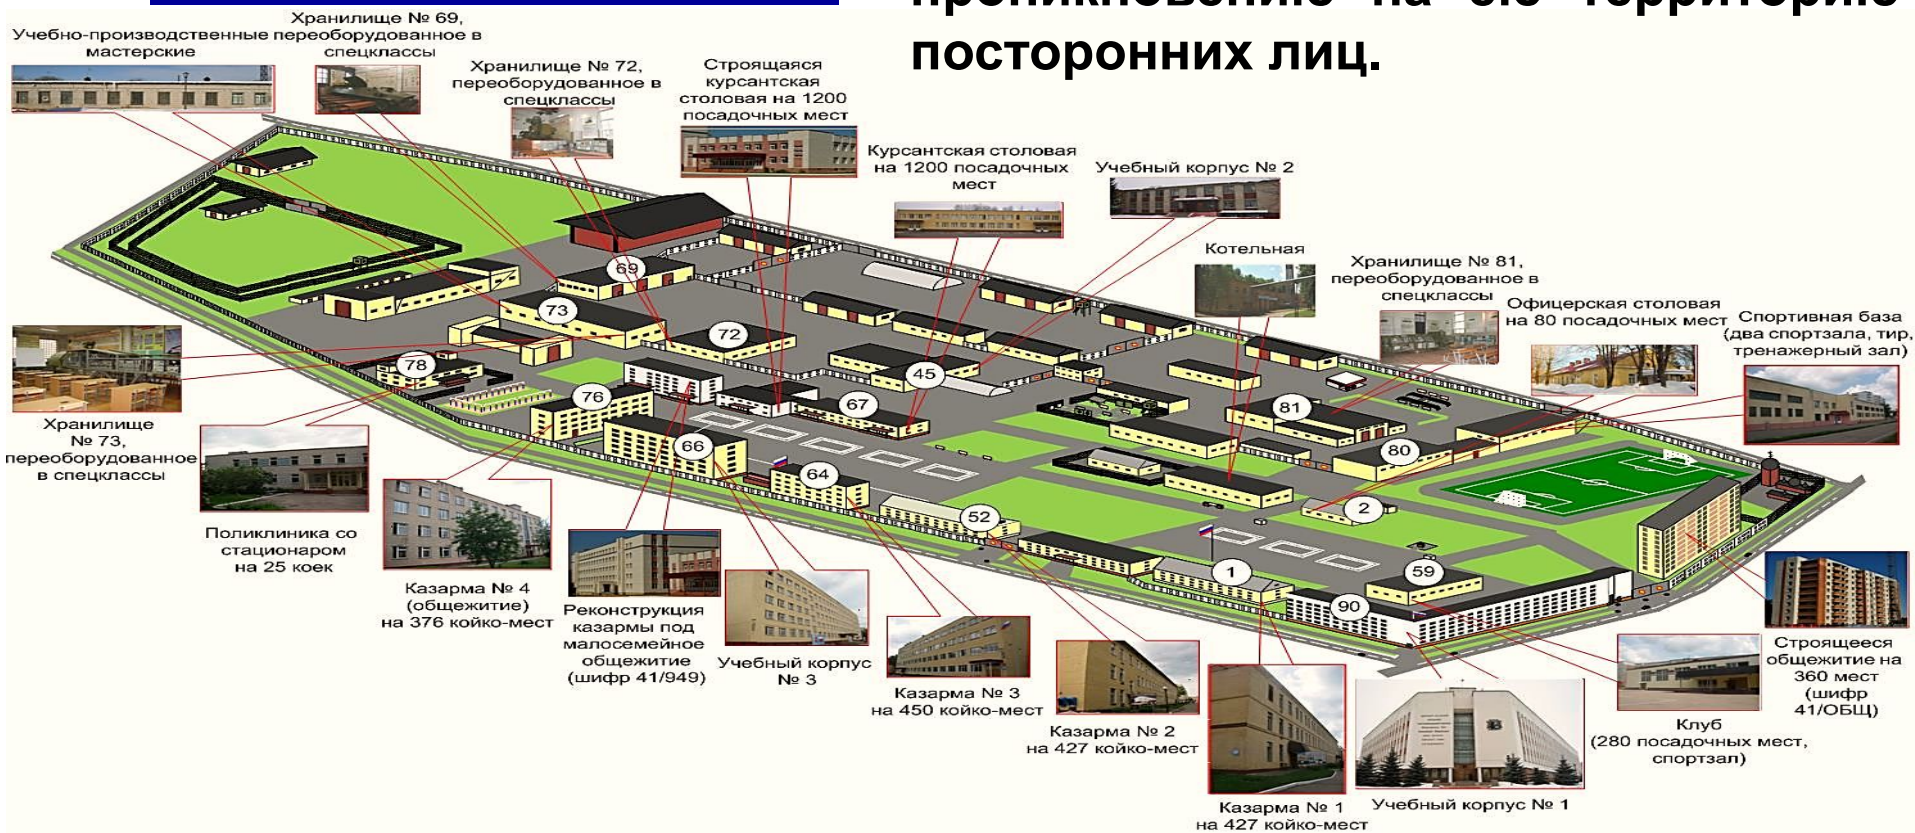 проникновению на
территорию
посторонних лиц.
Хранилище № 69,
переоборудованное в
спецклассы
Учебно-производственные
мастерские
Хранилище № 72,
переоборудованное в
спецклассы
Строящаяся
курсантская
столовая на 1200
посадочных мест
Курсантская столовая
на 1200 посадочных
мест
Учебный корпус № 2
Котельная
Хранилище № 81,
переоборудованное в
спецклассы
Офицерская столовая
на 80 посадочных мест
Спортивная база
(два спортзала, тир,
тренажерный зал)
69
73
72
78
45
76
67
81
66
80
64
2
52
1
59
90
Хранилище
№ 73,
переоборудованное
в спецклассы
Поликлиника со
стационаром
на 25 коек
Казарма № 4
(общежитие)
на 376 койко-мест
Реконструкция
казармы под
малосемейное
общежитие
(шифр 41/949)
Учебный корпус
№ 3
Казарма № 3
на 450 койко-мест
Казарма № 2
на 427 койко-мест
Казарма № 1
на 427 койко-мест
Учебный корпус № 1
Клуб
(280 посадочных мест,
спортзал)
Строящееся
общежитие на
360 мест
(шифр
41/ОБЩ)